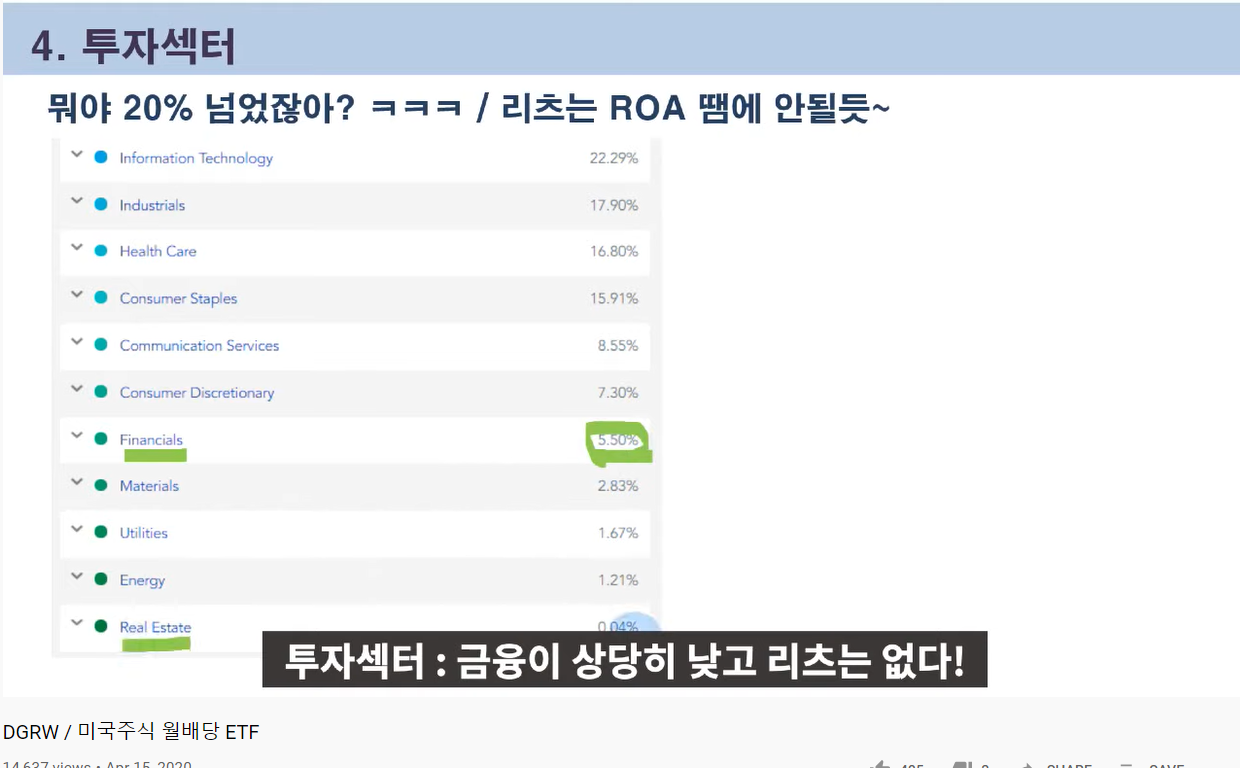 4. 투자섹터
뭐야 20% 넘었잖아? ㅋㅋㅋ / 리츠는 ROA 땜에 안될듯~
Information Technology 22.29%
Industrials 17.90%
Health Care 16.80%
Consumer Staples 15.91%
Communication Services 8.55%
Consumer Discretionary 7.30%
Financials 5.50%
Materials 2.83%
Utilities 1.67%
Energy 1.21%
Real Estate 0.04%
투자섹터 : 금융이 상당히 낮고 리츠는 없다!
DGRW / 미국주식 월배당 ETF
14,637 views • Apr 15, 2020 SHARE SAVE